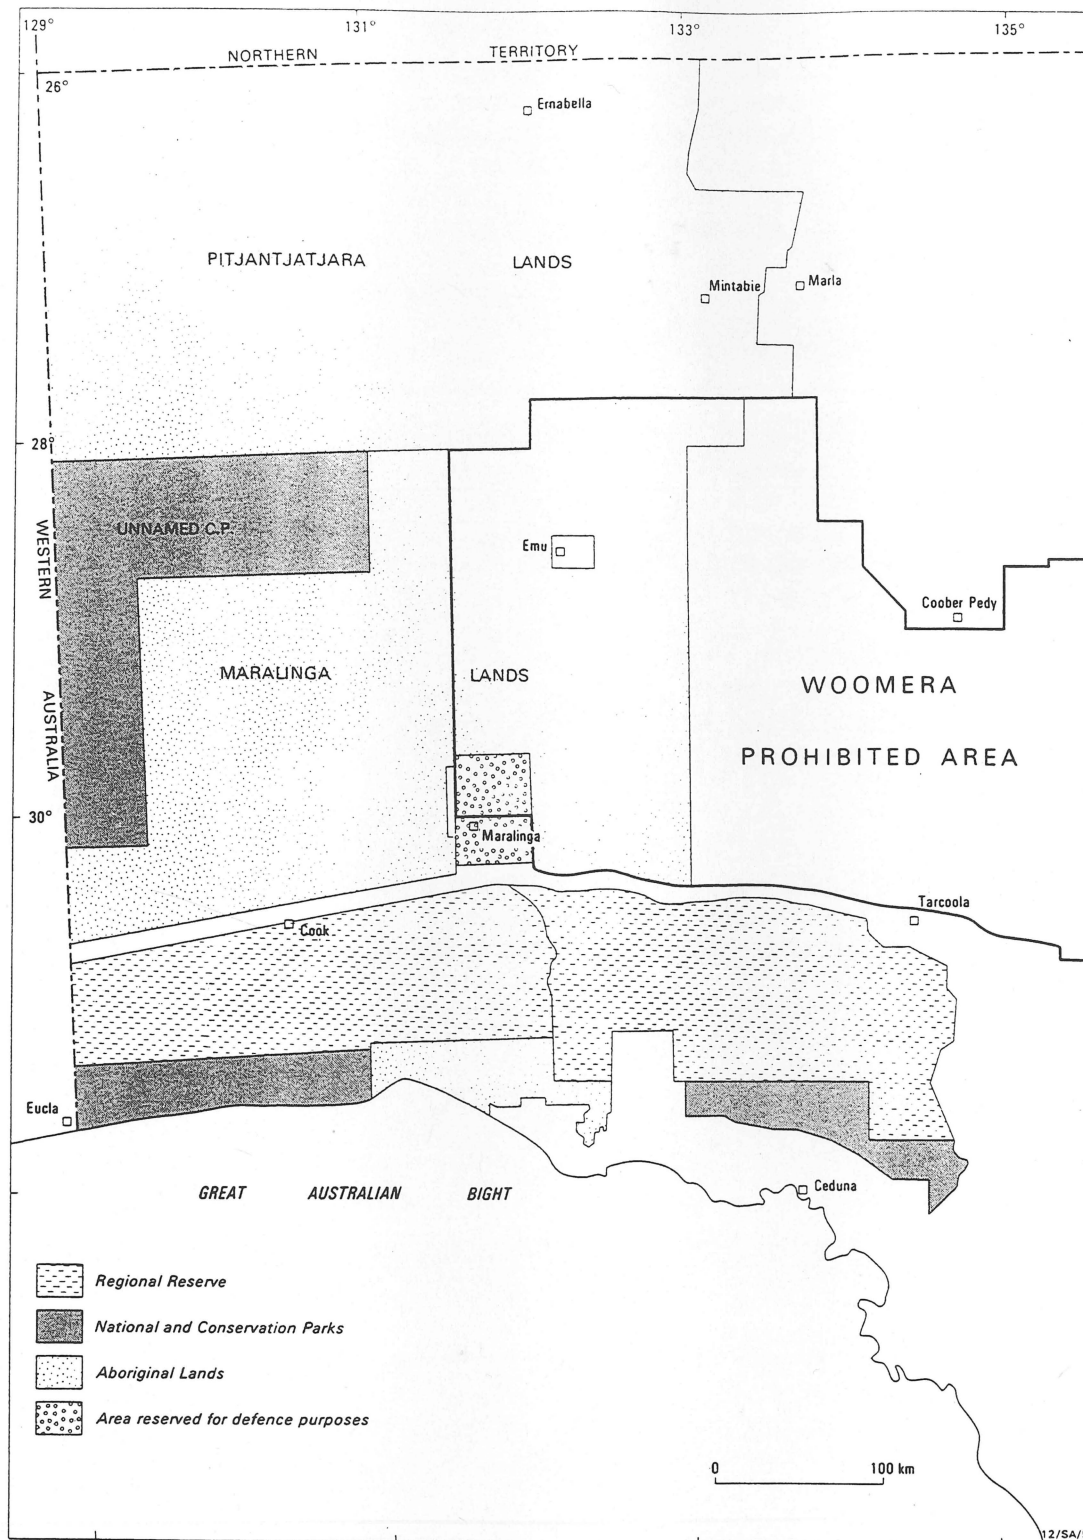 129°
131°
133°
135°
NORTHERN TERRITORY
26°
Ernabella
PITJANTJATJARA LANDS
Mintabie
Marla
28°
UNNAMED C.P.
WESTERN AUSTRALIA
Emu
Coober Pedy
MARALINGA LANDS
WOOMERA
PROHIBITED AREA
30°
Maralinga
Tarcoola
Cook
Eucla
GREAT AUSTRALIAN BIGHT
Ceduna
Regional Reserve
National and Conservation Parks
Aboriginal Lands
Area reserved for defence purposes
0 100 km
12/SA/